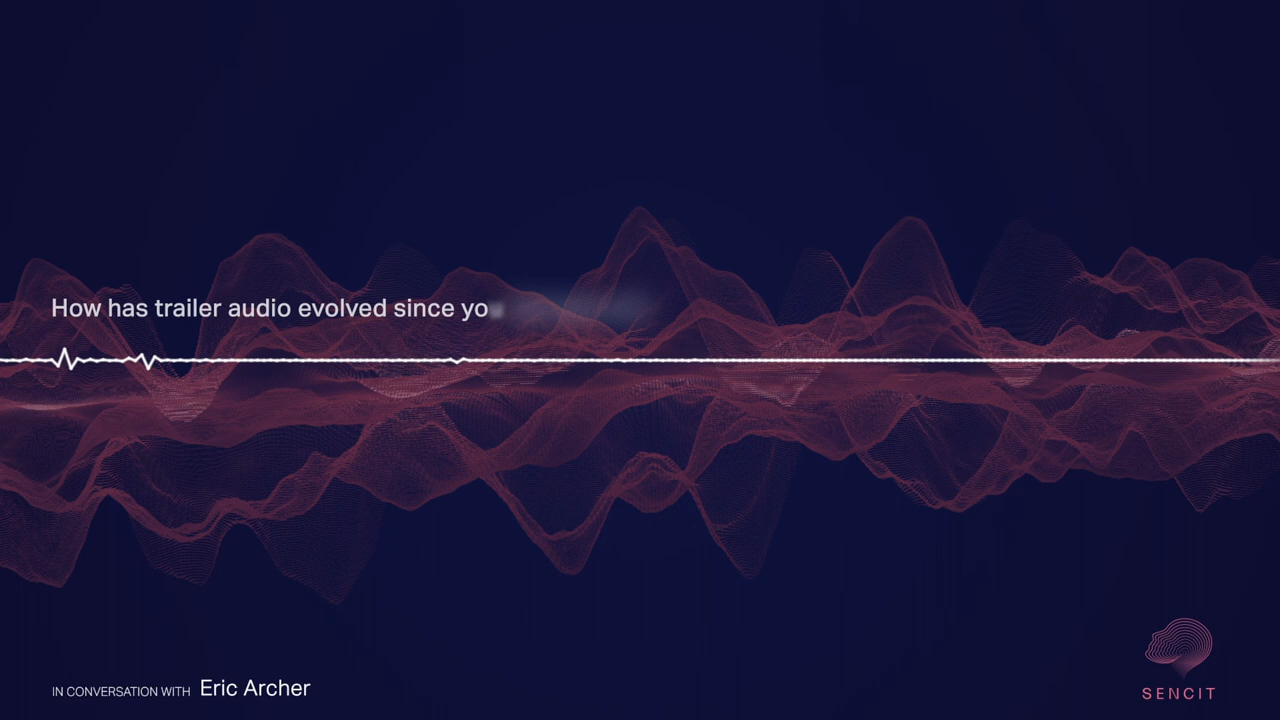 How has trailer audio evolved since yo
IN CONVERSATION WITH Eric Archer
SENCIT